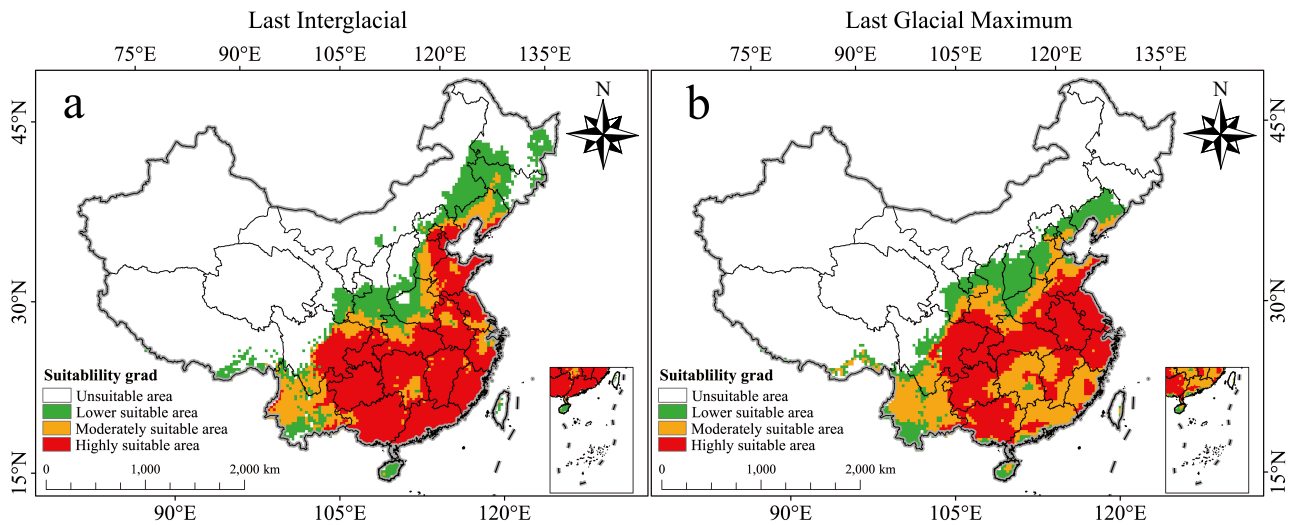 Last Interglacial
Last Glacial Maximum
75°E 90°E 105°E 120°E 135°E
75°E 90°E 105°E 120°E 135°E
a
N
b
N
45°N
30°N
15°N
45°N
30°N
15°N
Suitablility grad
Unsuitable area
Lower suitable area
Moderately suitable area
Highly suitable area
0 1,000 2,000 km
Suitablility grad
Unsuitable area
Lower suitable area
Moderately suitable area
Highly suitable area
0 1,000 2,000 km
90°E 105°E 120°E
90°E 105°E 120°E